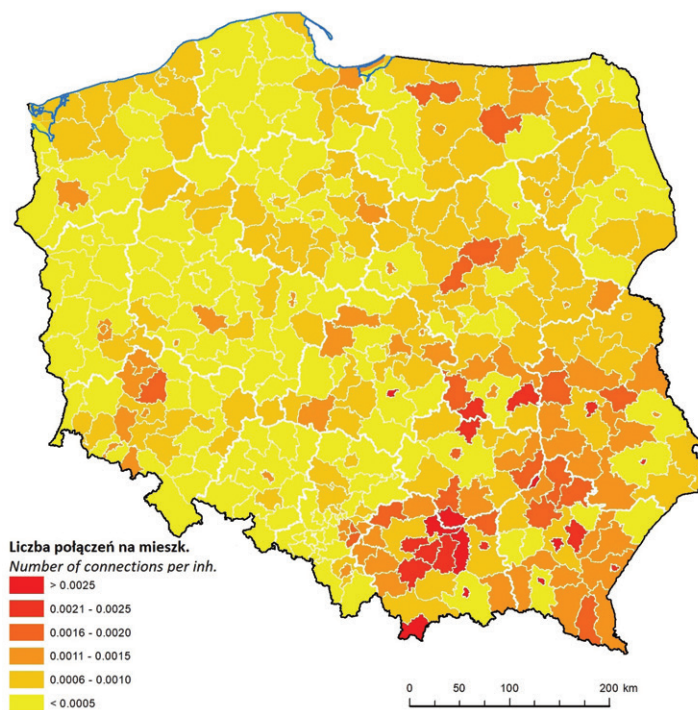 Liczba połączeń na mieszk.
Number of connections per inh.
> 0.0025
0.0021 - 0.0025
0.0016 - 0.0020
0.0011 - 0.0015
0.0006 - 0.0010
< 0.0005
0 50 100 200 km